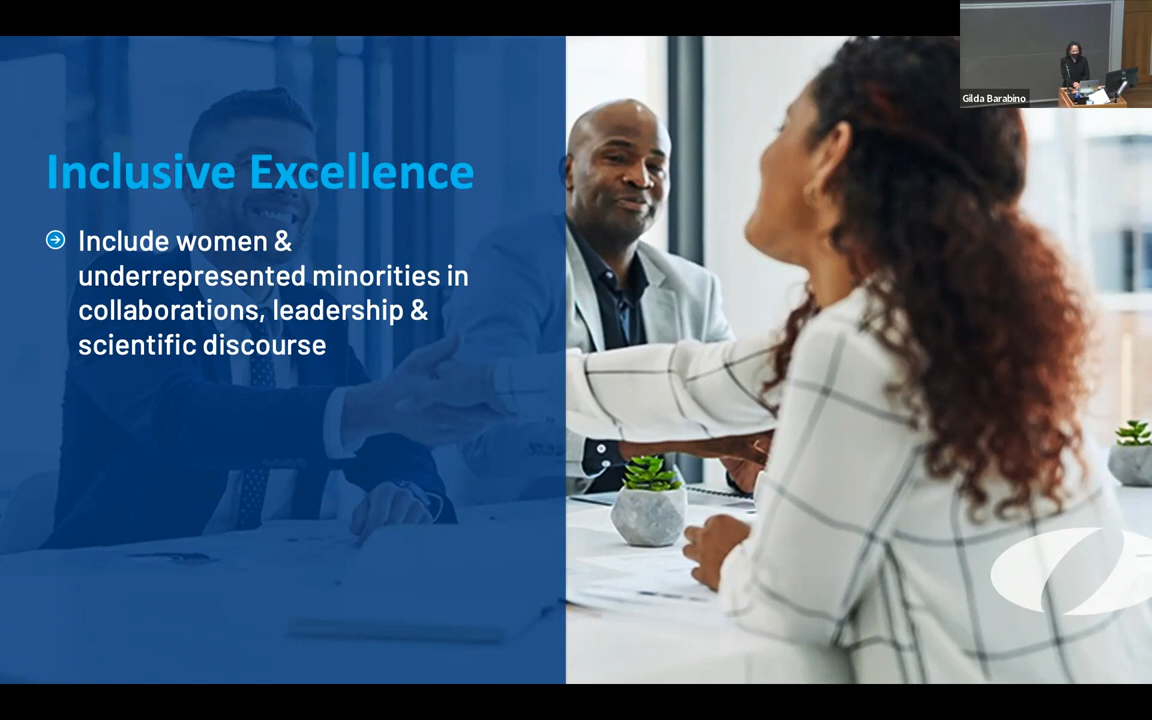 Gilda Barabino
Inclusive Excellence
Include women &
underrepresented minorities in
collaborations, leadership &
scientific discourse